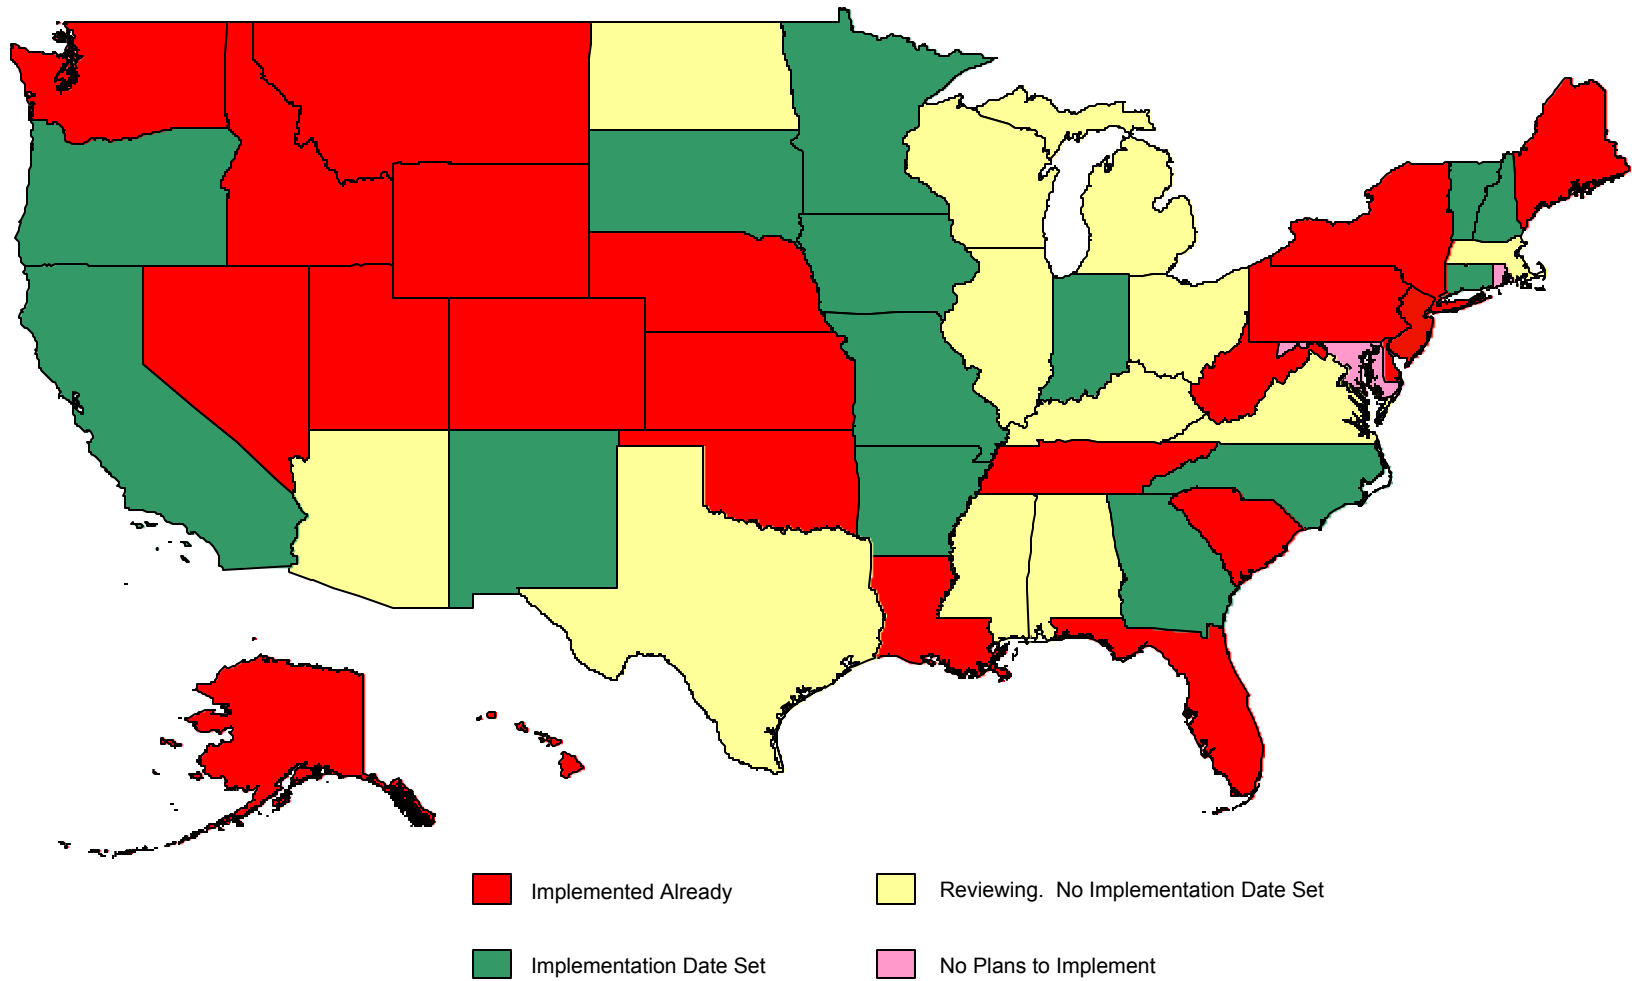 Implemented Already
Reviewing.  No Implementation Date Set
Implementation Date Set
No Plans to Implement